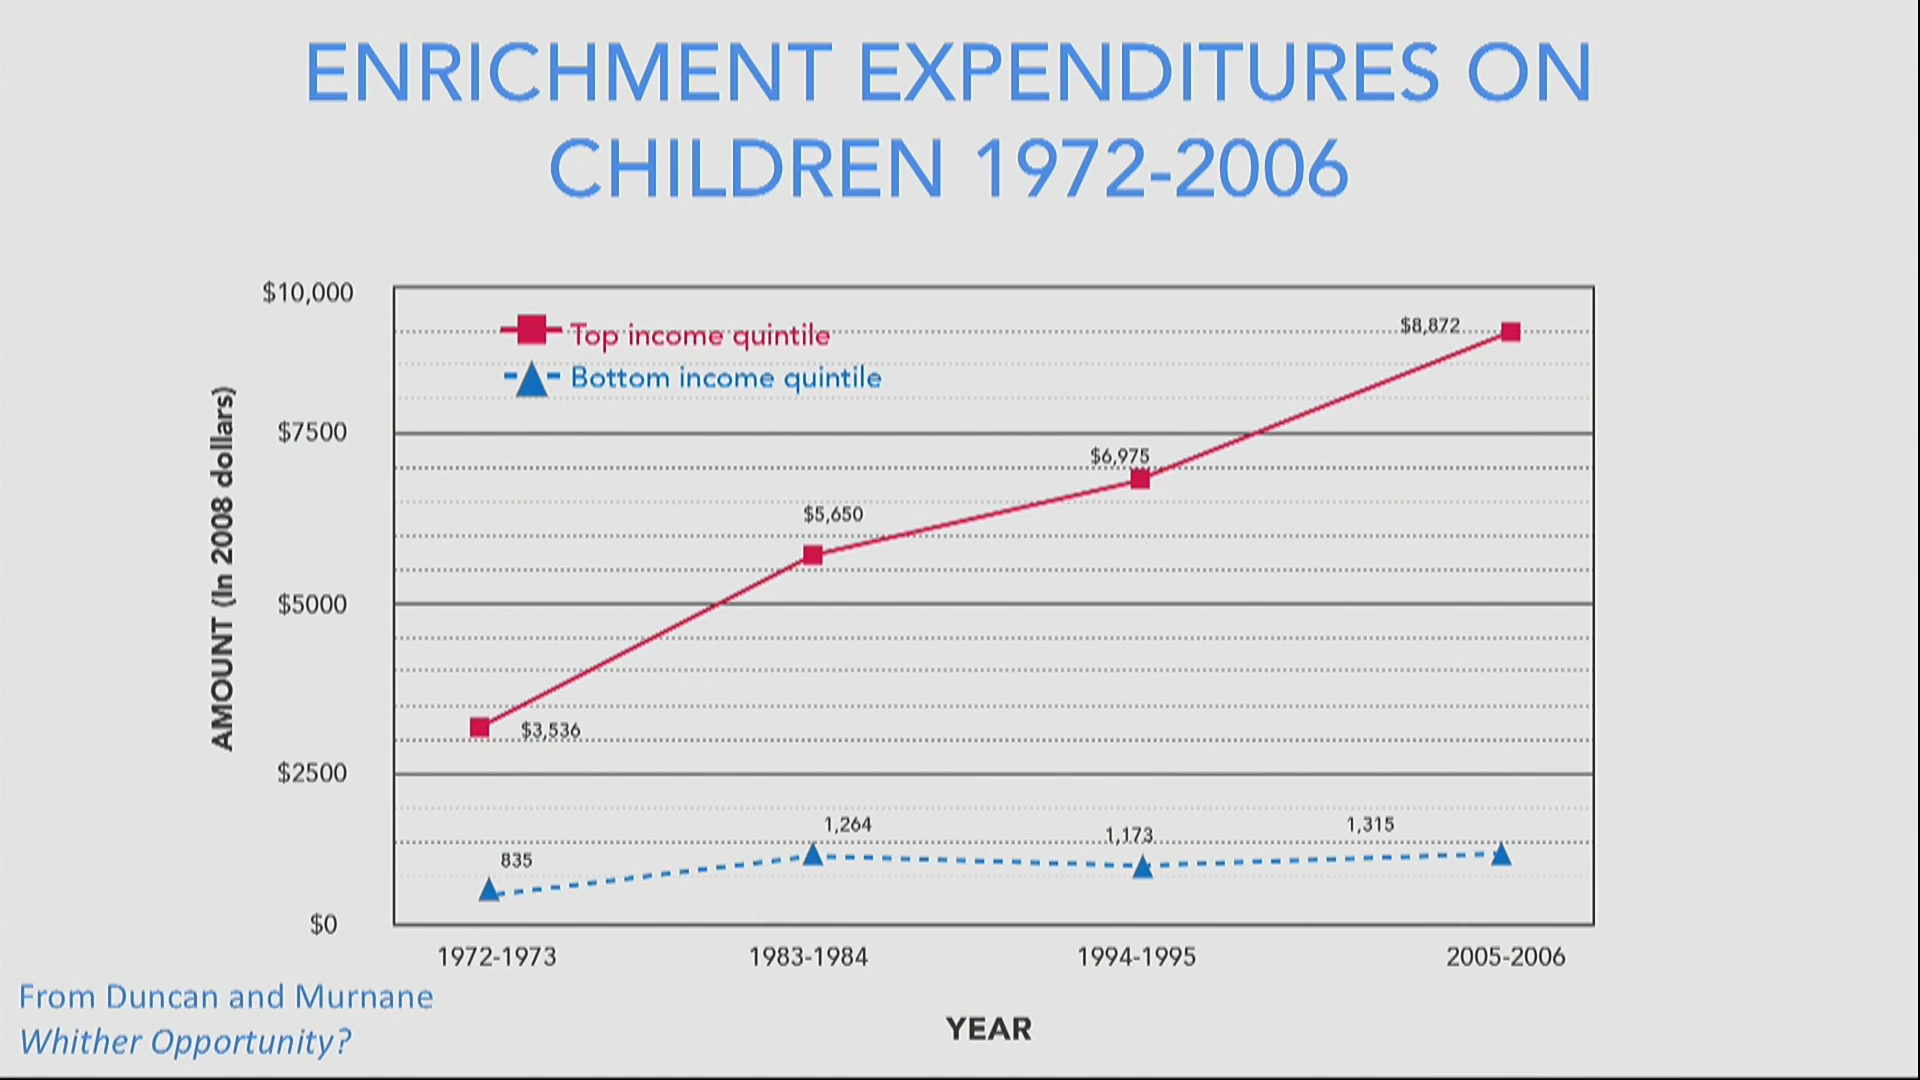 ENRICHMENT EXPENDITURES ON
CHILDREN 1972-2006
$10,000
$7500
$5000
$2500
$0
AMOUNT (In 2008 dollars)
Top income quintile
Bottom income quintile
$8,872
$6,975
$5,650
$3,536
835
1,264
1,173
1,315
1972-1973
1983-1984
1994-1995
2005-2006
YEAR
From Duncan and Murnane
Whither Opportunity?